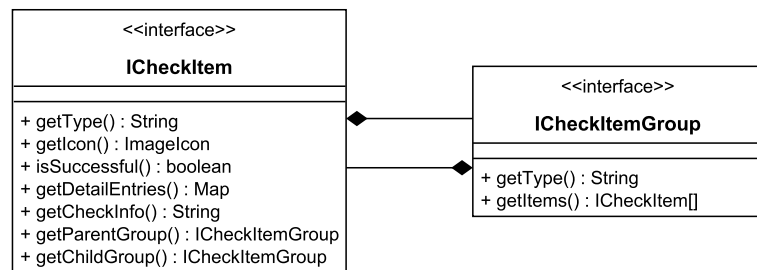 <<interface>>
ICheckItem
+ getType() : String
+ getIcon() : ImageIcon
+ isSuccessful() : boolean
+ getDetailEntries() : Map
+ getCheckInfo() : String
+ getParentGroup() : ICheckItemGroup
+ getChildGroup() : ICheckItemGroup
<<interface>>
ICheckItemGroup
+ getType() : String
+ getItems() : ICheckItem[]